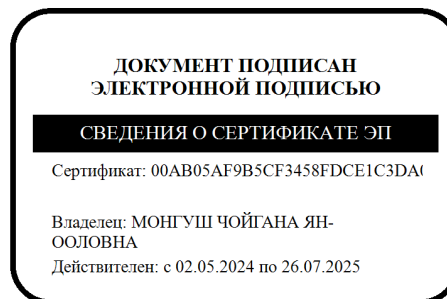 ДОКУМЕНТ ПОДПИСАН
ЭЛЕКТРОННОЙ ПОДПИСЬЮ
СВЕДЕНИЯ О СЕРТИФИКАТЕ ЭП
Сертификат: 00AB05AF9B5CF3458FDCE1C3DA
Владелец: МОНГУШ ЧОЙГАНА ЯН-
ООЛОВНА
Действителен: с 02.05.2024 по 26.07.2025